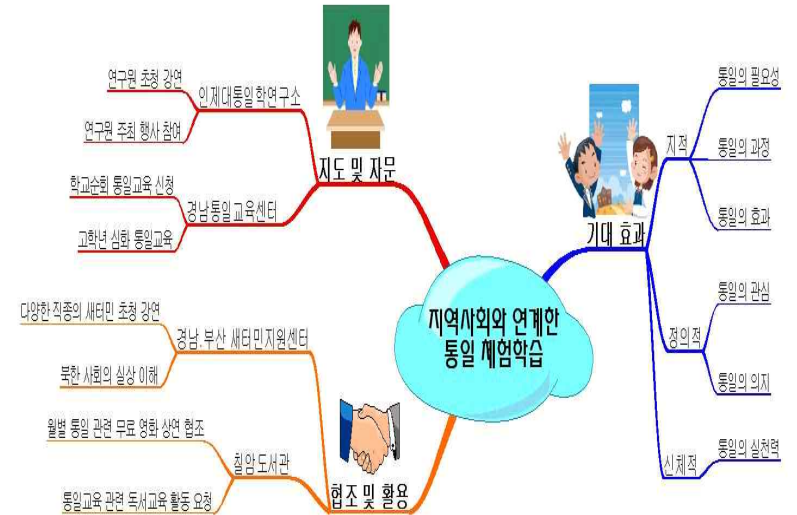 지역사회와 연계한
통일 체험학습
지도 및 자문
인제대통일학연구소
연구원 초청 강연
연구원 주최 행사 참여
경남통일교육센터
학교순회 통일교육 신청
고학년 심화 통일교육
협조 및 활용
경남.부산 새터민지원센터
다양한 직종의 새터민 초청 강연
북한 사회의 실상 이해
칠암도서관
월별 통일 관련 무료 영화 상연 협조
통일교육 관련 독서교육 활동 요청
기대 효과
지적
통일의 필요성
통일의 과정
통일의 효과
정의적
통일의 관심
통일의 의지
신체적
통일의 실천력